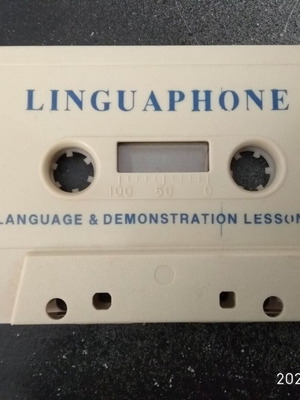 LINGUAPHONE
100 50 0
LANGUAGE & DEMONSTRATION LESSON
202